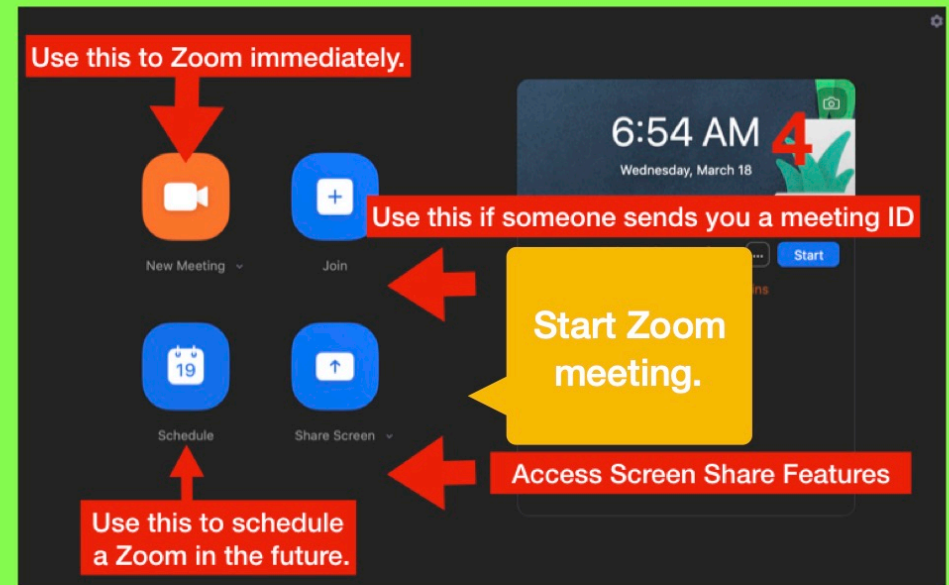 Use this to Zoom immediately.
6:54 AM
4
Wednesday, March 18
Use this if someone sends you a meeting ID
New Meeting
Join
... Start
ins
Start Zoom
meeting.
19
Schedule
Share Screen
Access Screen Share Features
Use this to schedule
a Zoom in the future.